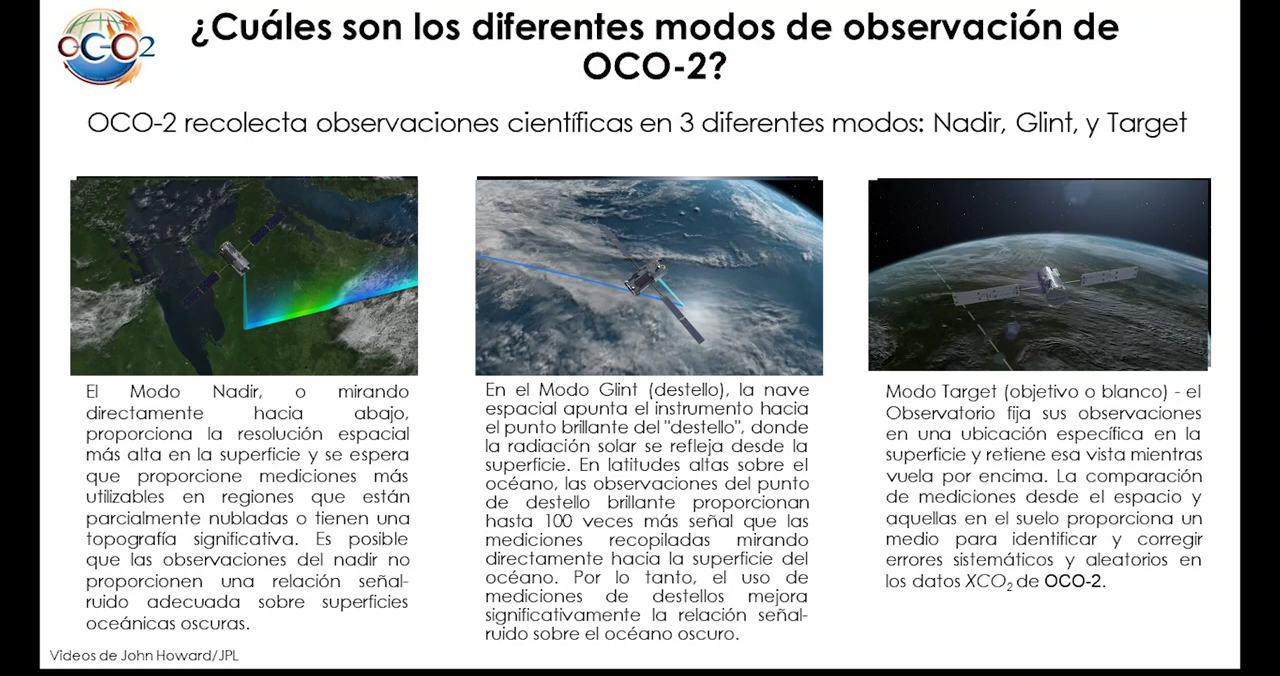 OCO2
¿Cuáles son los diferentes modos de observación de
OCO-2?
OCO-2 recolecta observaciones científicas en 3 diferentes modos: Nadir, Glint, y Target
El Modo Nadir, o mirando
directamente hacia abajo,
proporciona la resolución espacial
más alta en la superficie y se espera
que proporcione mediciones más
utilizables en regiones que están
parcialmente nubladas o tienen una
topografía significativa. Es posible
que las observaciones del nadir no
proporcionen una relación señal-
ruido adecuada sobre superficies
oceánicas oscuras.
En el Modo Glint (destello), la nave
espacial apunta el instrumento hacia
el punto brillante del "destello", donde
la radiación solar se refleja desde la
superficie. En latitudes altas sobre el
océano, las observaciones del punto
de destello brillante proporcionan
hasta 100 veces más señal que las
mediciones recopiladas mirando
directamente hacia la superficie del
océano. Por lo tanto, el uso de
mediciones de destellos mejora
significativamente la relación señal-
ruido sobre el océano oscuro.
Modo Target (objetivo o blanco) - el
Observatorio fija sus observaciones
en una ubicación específica en la
superficie y retiene esa vista mientras
vuela por encima. La comparación
de mediciones desde el espacio y
aquellas en el suelo proporciona un
medio para identificar y corregir
errores sistemáticos y aleatorios en
los datos XCO₂ de OCO-2.
Videos de John Howard/JPL